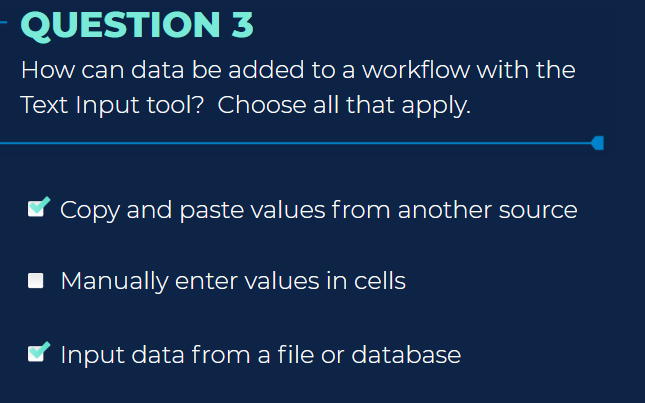 QUESTION 3
How can data be added to a workflow with the
Text Input tool? Choose all that apply.
Copy and paste values from another source
Manually enter values in cells
Input data from a file or database